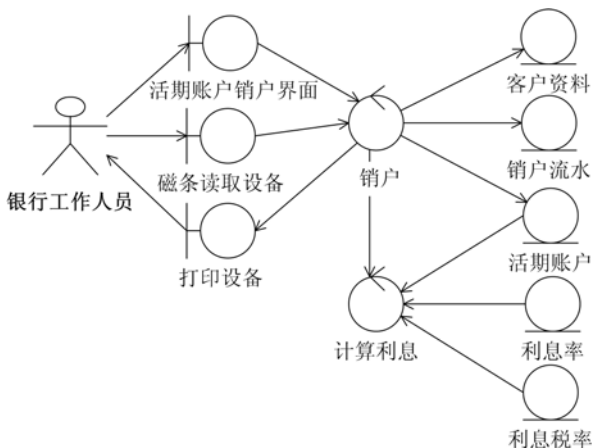 活期账户销户界面
客户资料
银行工作人员
磁条读取设备
销户
销户流水
打印设备
活期账户
计算利息
利息率
利息税率